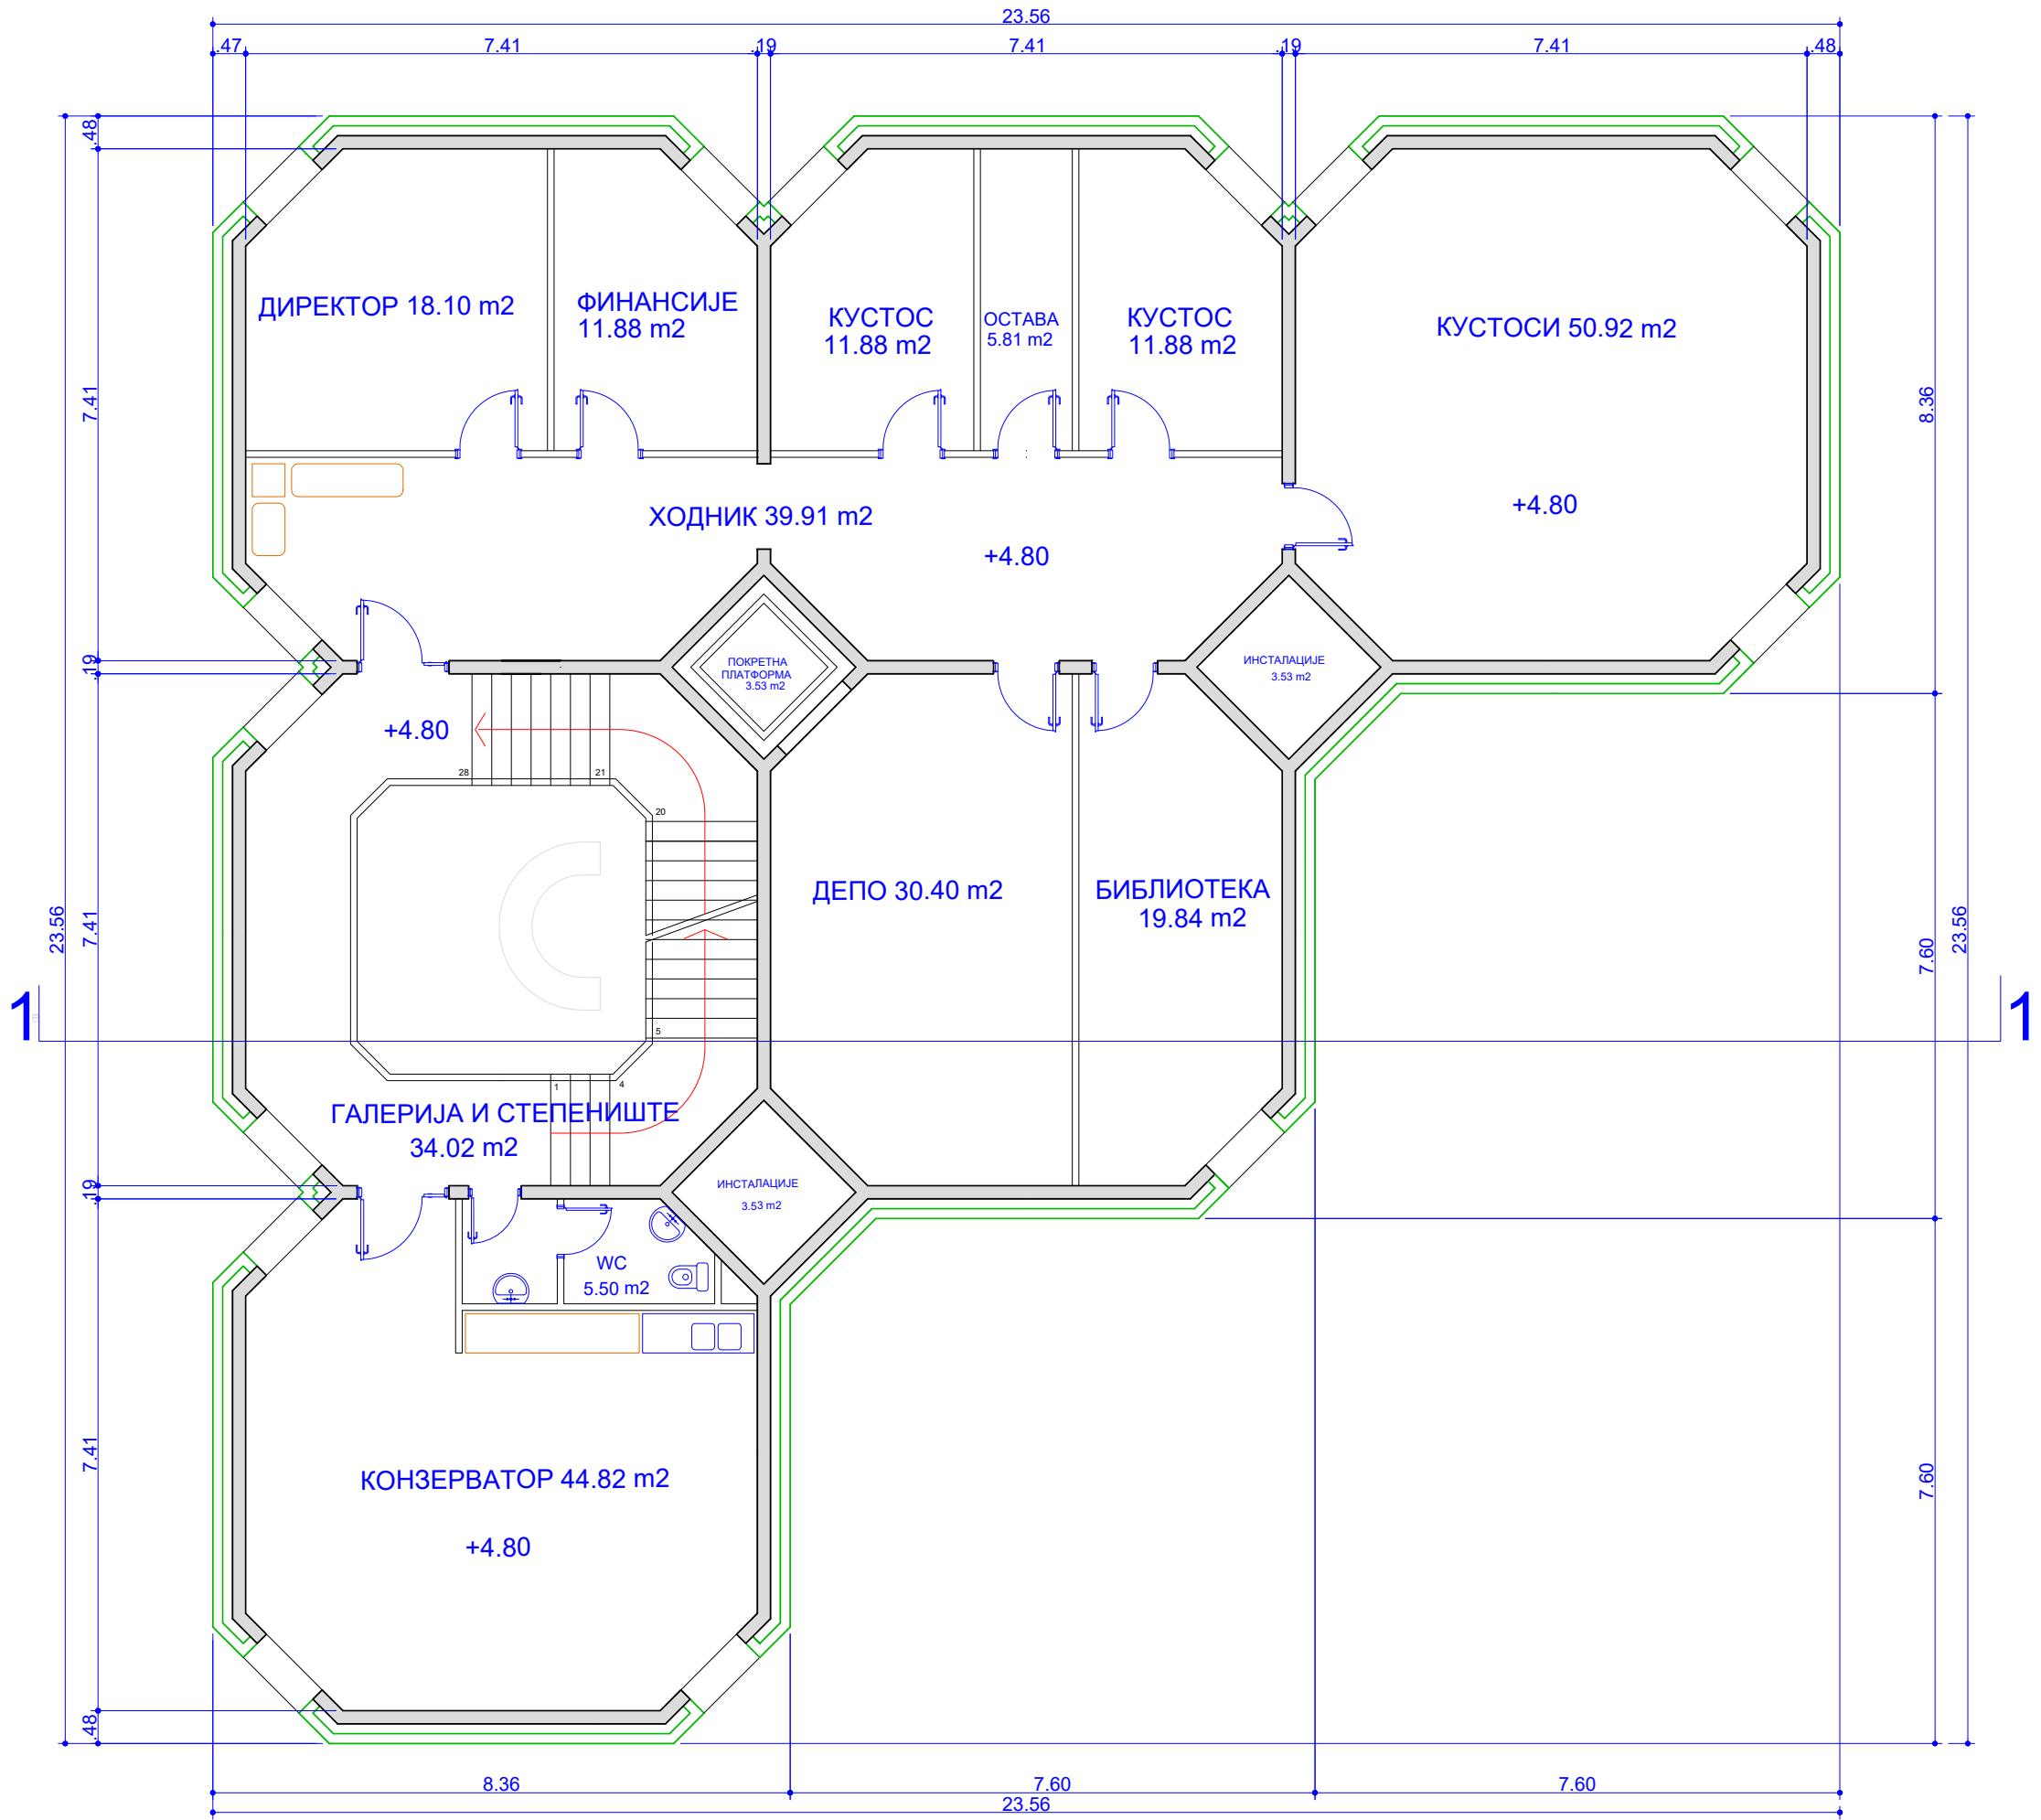 23.56
.47 7.41 .19 7.41 .19 7.41 .48
.48
7.41
.19
7.41
23.56
.19
7.41
.48
ДИРЕКТОР 18.10 m2
ФИНАНСИЈЕ
11.88 m2
КУСТОС
11.88 m2
ОСТАВА
5.81 m2
КУСТОС
11.88 m2
КУСТОСИ 50.92 m2
+4.80
8.36
ХОДНИК 39.91 m2
+4.80
ПОКРЕТНА
ПЛАТФОРМА
3.53 m2
ИНСТАЛАЦИЈЕ
3.53 m2
+4.80
28
21
20
5
4
1
ДЕПО 30.40 m2
БИБЛИОТЕКА
19.84 m2
7.60
23.56
1
1
ГАЛЕРИЈА И СТЕПЕНИШТЕ
34.02 m2
ИНСТАЛАЦИЈЕ
3.53 m2
WC
5.50 m2
КОНЗЕРВАТОР 44.82 m2
+4.80
7.60
8.36 7.60 7.60
23.56